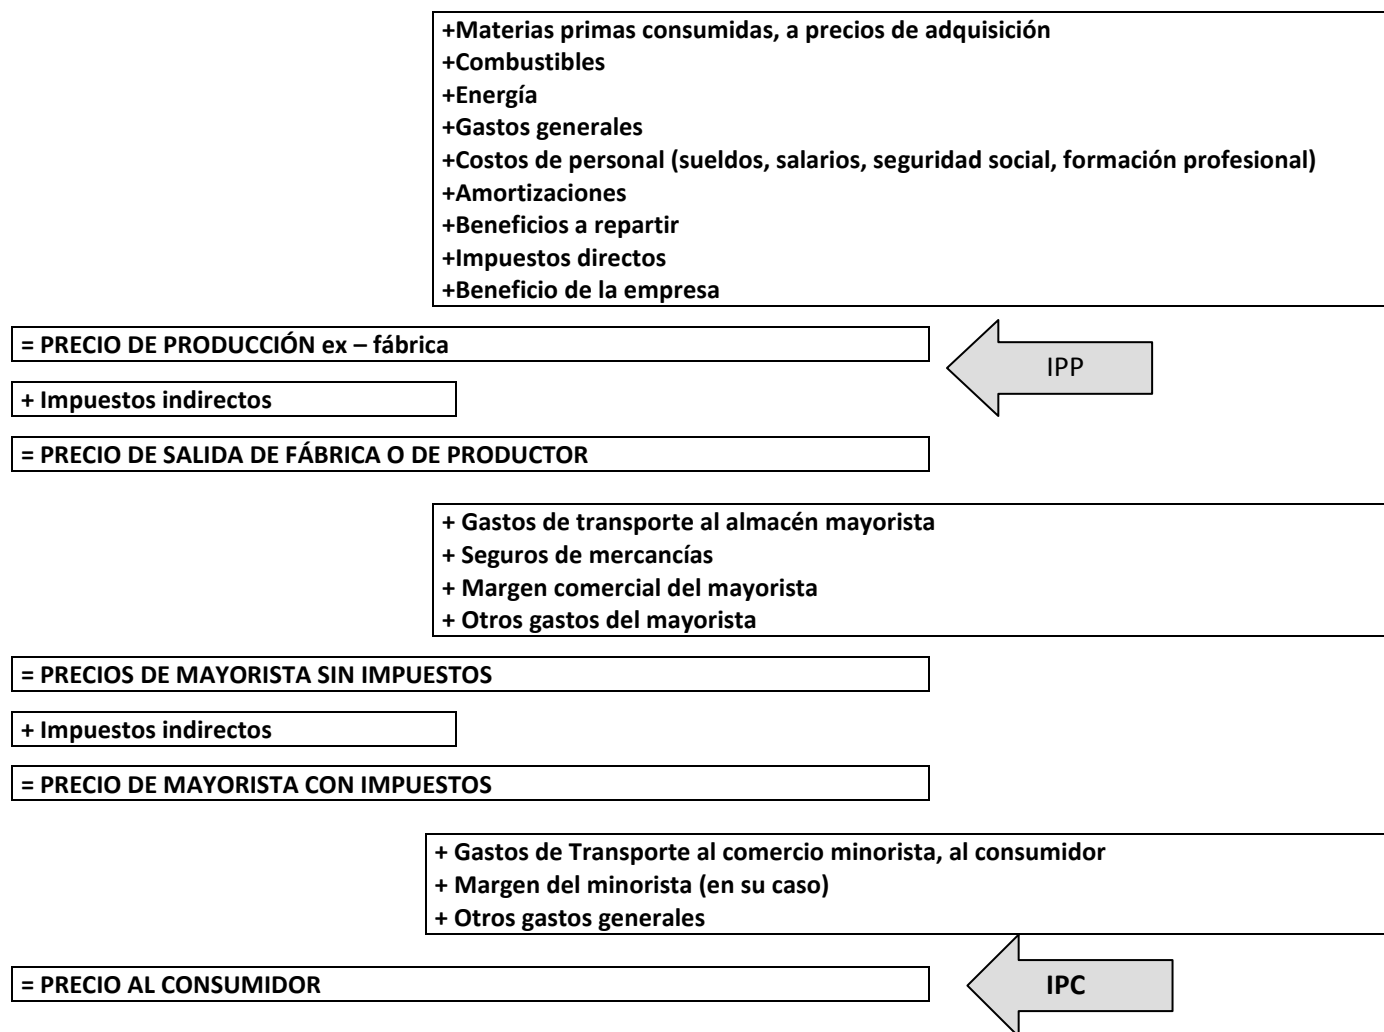 +Materias primas consumidas, a precios de adquisición
+Combustibles
+Energía
+Gastos generales
+Costos de personal (sueldos, salarios, seguridad social, formación profesional)
+Amortizaciones
+Beneficios a repartir
+Impuestos directos
+Beneficio de la empresa
= PRECIO DE PRODUCCIÓN ex – fábrica
IPP
+ Impuestos indirectos
= PRECIO DE SALIDA DE FÁBRICA O DE PRODUCTOR
+ Gastos de transporte al almacén mayorista
+ Seguros de mercancías
+ Margen comercial del mayorista
+ Otros gastos del mayorista
= PRECIOS DE MAYORISTA SIN IMPUESTOS
+ Impuestos indirectos
= PRECIO DE MAYORISTA CON IMPUESTOS
+ Gastos de Transporte al comercio minorista, al consumidor
+ Margen del minorista (en su caso)
+ Otros gastos generales
= PRECIO AL CONSUMIDOR
IPC